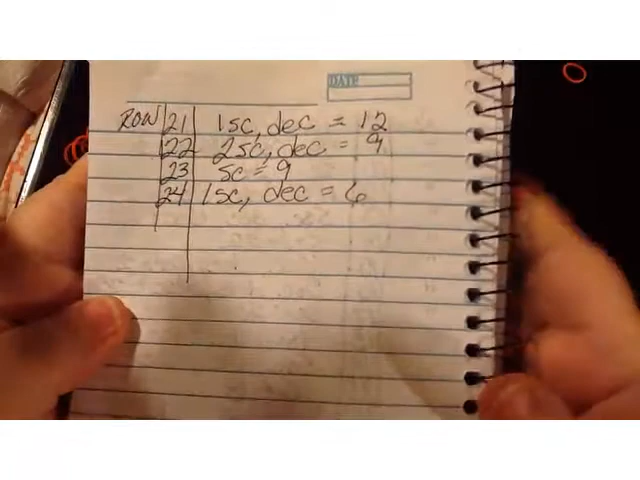 DATE
ROW 21 1sc, dec = 12
22 2sc, dec = 9
23 sc = 9
24 1sc, dec = 6